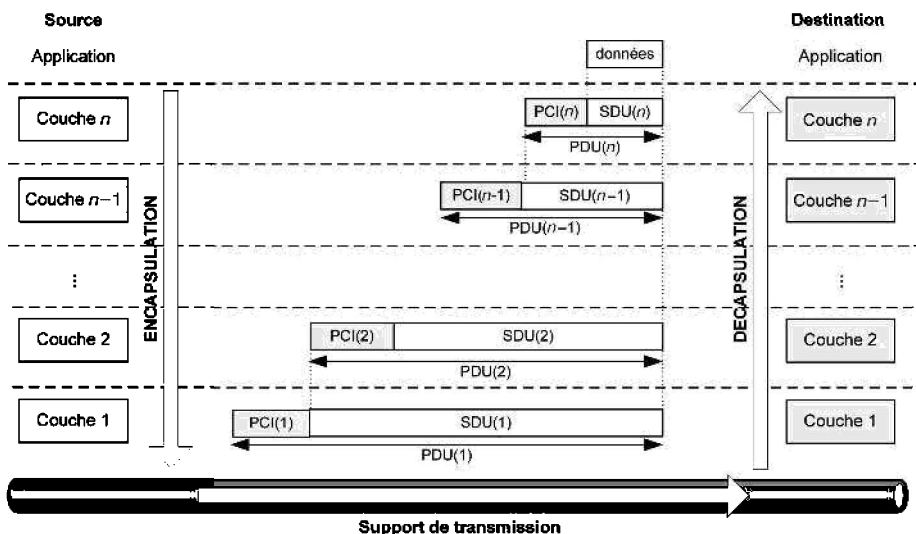 Source
Destination
Application
données
Application
Couche n
PCI(n)
SDU(n)
Couche n
PDU(n)
Couche n−1
PCI(n-1)
SDU(n−1)
Couche n−1
PDU(n−1)
ENCAPSULATION
DECAPSULATION
⋮
⋮
Couche 2
PCI(2)
SDU(2)
Couche 2
PDU(2)
Couche 1
PCI(1)
SDU(1)
Couche 1
PDU(1)
Support de transmission